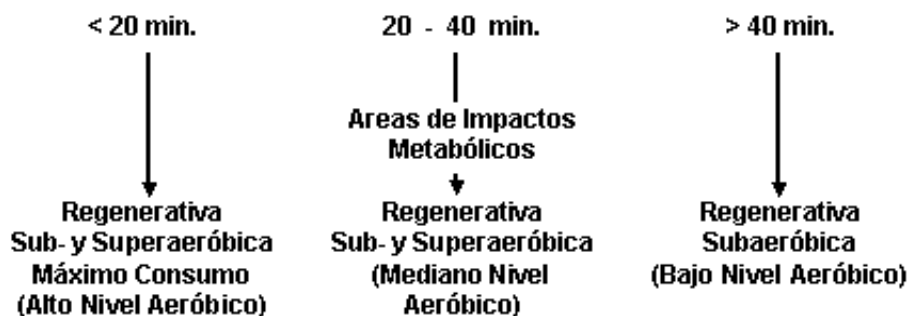 < 20 min.
20 - 40 min.
> 40 min.
Areas de Impactos
Metabólicos
Regenerativa
Sub- y Superaeróbica
Máximo Consumo
(Alto Nivel Aeróbico)
Regenerativa
Sub- y Superaeróbica
(Mediano Nivel
Aeróbico)
Regenerativa
Subaeróbica
(Bajo Nivel Aeróbico)